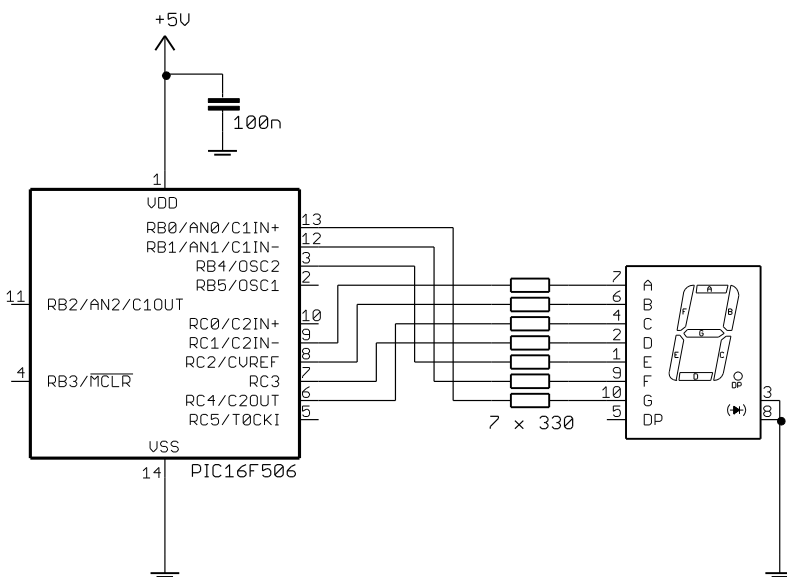 +5V
100n
1
VDD
RB0/AN0/C1IN+ 13
RB1/AN1/C1IN- 12
RB4/OSC2 3
RB5/OSC1 2
11 RB2/AN2/C1OUT
RC0/C2IN+ 10
RC1/C2IN- 9
RC2/CVREF 8
4 RB3/MCLR
RC3 7
RC4/C2OUT 6
RC5/T0CKI 5
VSS
14
PIC16F506
7 x 330
7 A
6 B
4 C
2 D
1 E
9 F
10 G
5 DP
A
F B
G
E C
D
DP
3
8